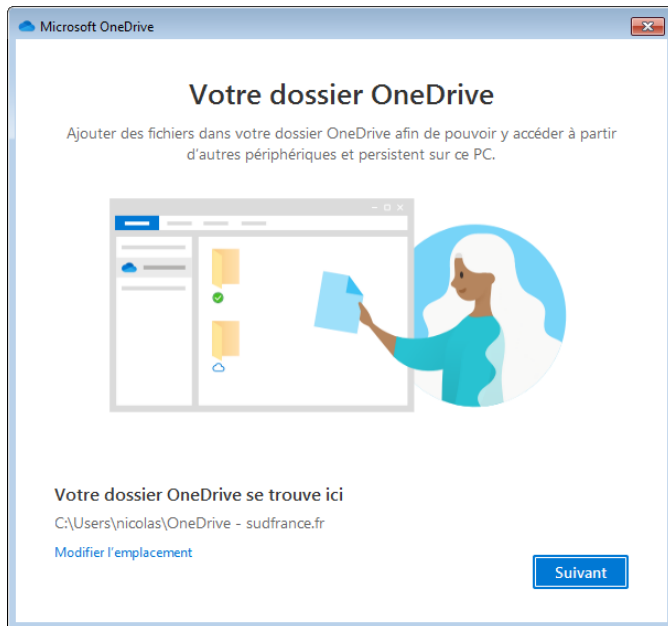 Microsoft OneDrive
Votre dossier OneDrive
Ajouter des fichiers dans votre dossier OneDrive afin de pouvoir y accéder à partir
d'autres périphériques et persistent sur ce PC.
Votre dossier OneDrive se trouve ici
C:\Users\nicolas\OneDrive - sudfrance.fr
Modifier l'emplacement
Suivant